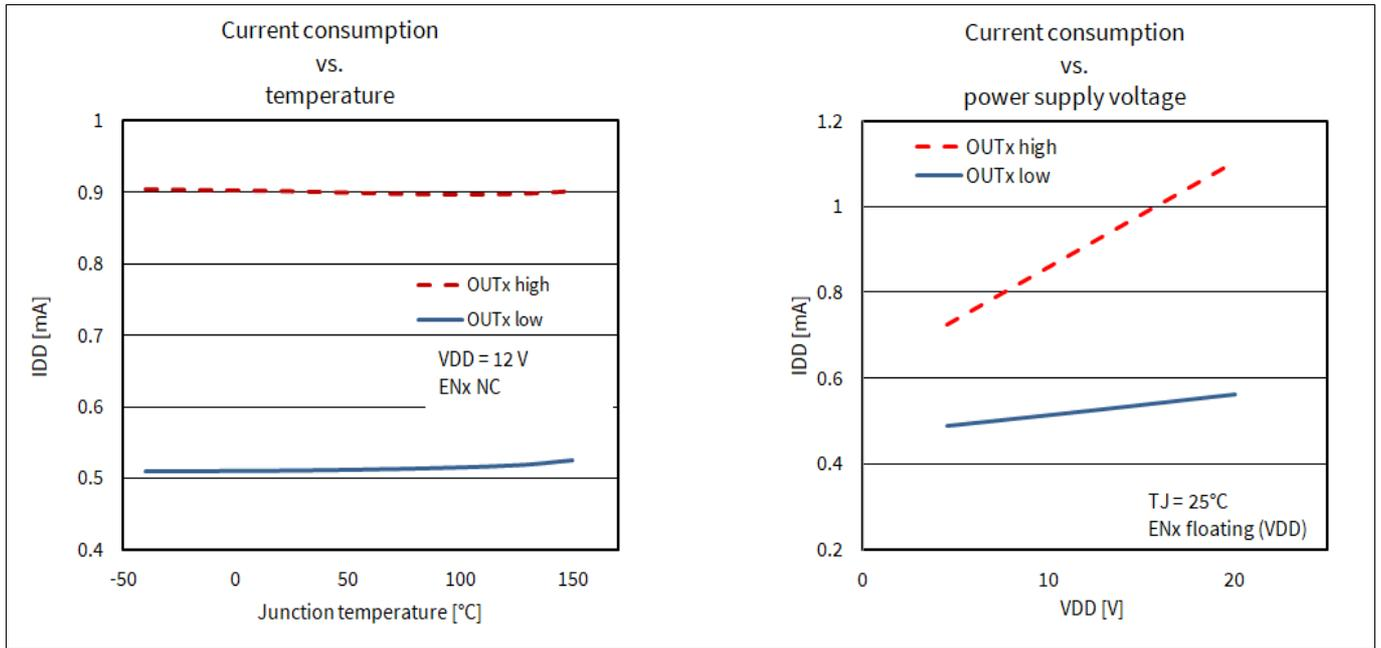 Current consumption
vs.
temperature
1
0.9
0.8
0.7
0.6
0.5
0.4
IDD [mA]
OUTx high
OUTx low
VDD = 12 V
ENx NC
-50
0
50
100
150
Junction temperature [°C]
Current consumption
vs.
power supply voltage
1.2
1
0.8
0.6
0.4
0.2
IDD [mA]
OUTx high
OUTx low
TJ = 25°C
ENx floating (VDD)
0
10
20
VDD [V]